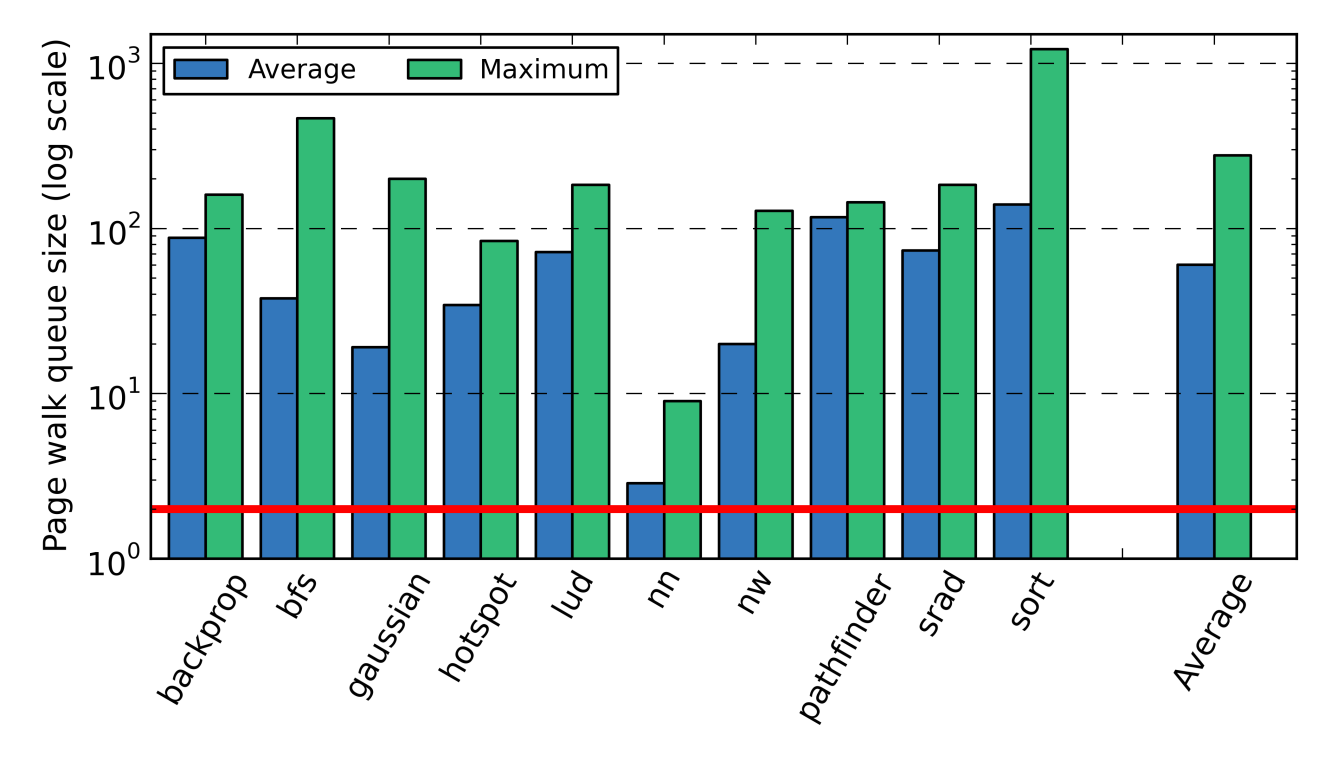 Page walk queue size (log scale)
10³
10²
10¹
10⁰
Average Maximum
backprop
bfs
gaussian
hotspot
lud
nn
nw
pathfinder
srad
sort
Average